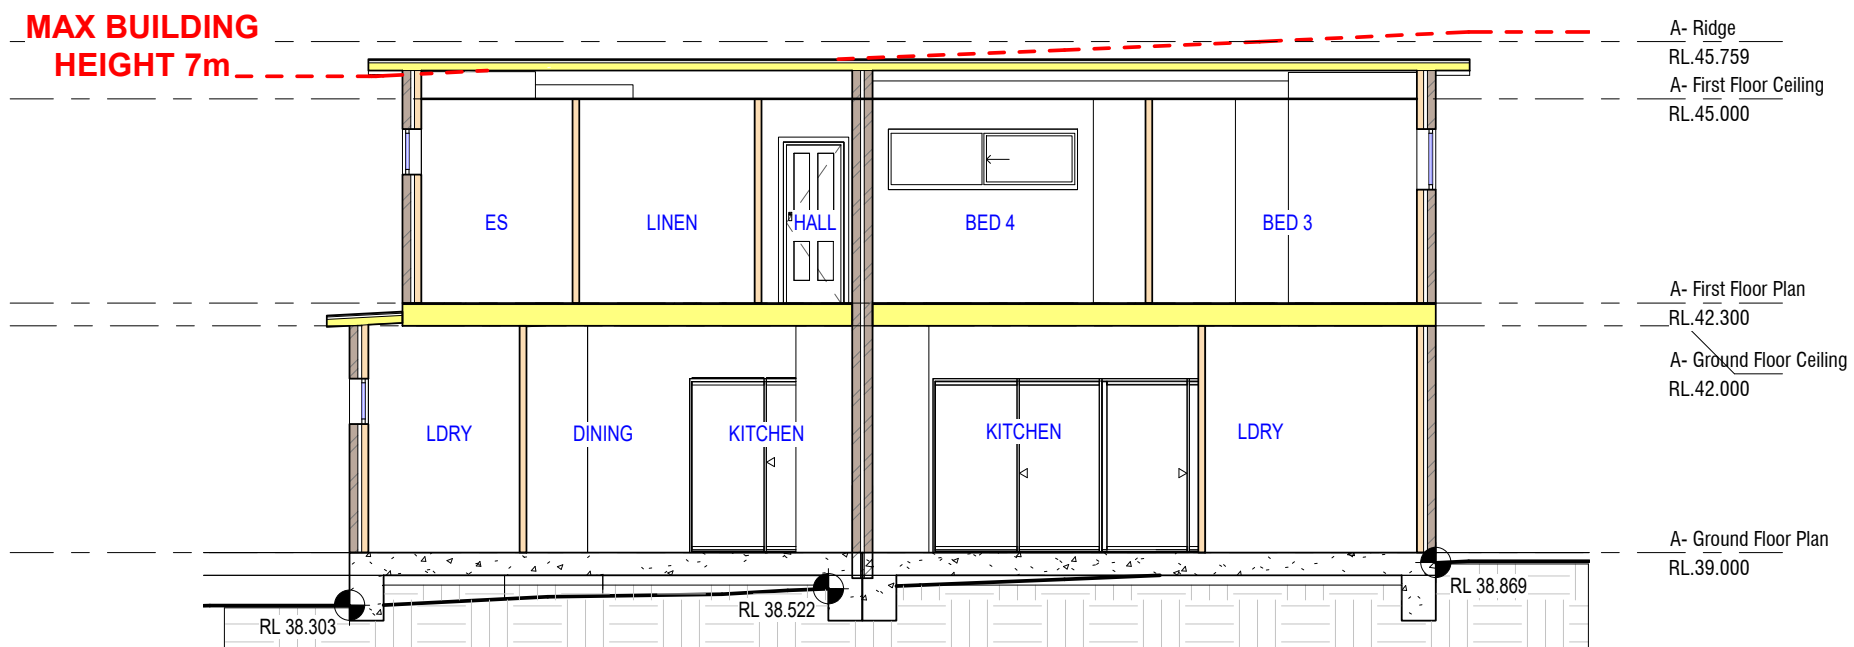 MAX BUILDING
HEIGHT 7m
A- Ridge
RL.45.759
A- First Floor Ceiling
RL.45.000
ES
LINEN
HALL
BED 4
BED 3
A- First Floor Plan
RL.42.300
A- Ground Floor Ceiling
RL.42.000
LDRY
DINING
KITCHEN
KITCHEN
LDRY
A- Ground Floor Plan
RL.39.000
RL 38.303
RL 38.522
RL 38.869